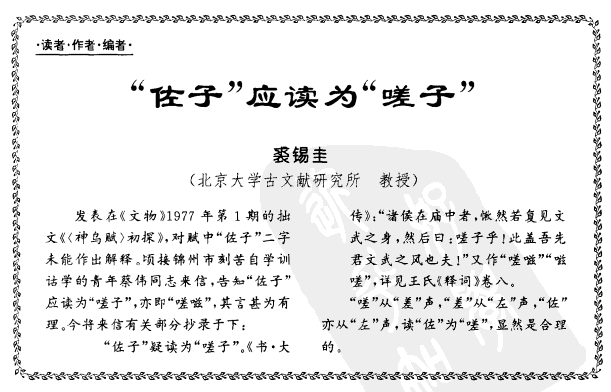 ·读者·作者·编者·
“佐子”应读为“嗟子”
裘锡圭
（北京大学古文献研究所　教授）
发表在《文物》1977 年第 1 期的拙
文《〈神乌赋〉初探》，对赋中“佐子”二字
未能作出解释。顷接锦州市刻苦自学训
诂学的青年蔡伟同志来信，告知“佐子”
应读为“嗟子”，亦即“嗟嗞”，其言甚为有
理。今将来信有关部分抄录于下：
“佐子”疑读为“嗟子”。《书·大
传》：“诸侯在庙中者，愀然若复见文
武之身，然后曰：嗟子乎！此盖吾先
君文武之风也夫！”又作“嗟嗞”“嗞
嗟”，详见王氏《释词》卷八。
“嗟”从“差”声，“差”从“左”声，“佐”
亦从“左”声，读“佐”为“嗟”，显然是合理
的。